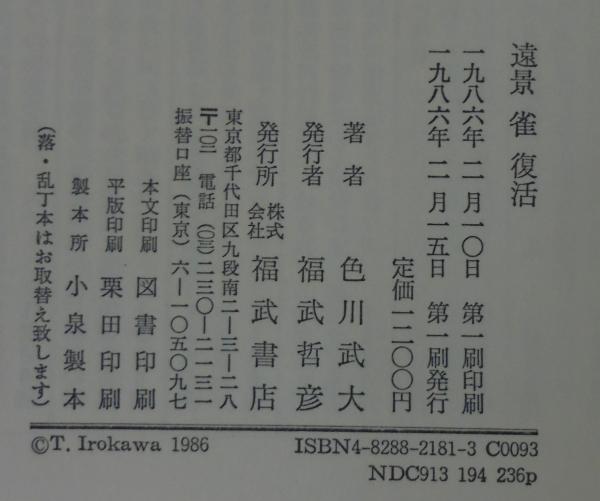 遠景 雀 復活
一九八六年 二 月一〇日 第一刷印刷
一九八六年 二 月一五日 第一刷発行
定価一二〇〇円
著者 色川武大
発行者 福武哲彦
発行所 株式会社 福武書店
東京都千代田区九段南二―三―二八
〒一〇二 電話 (〇三)二三〇―二一三一
振替口座 (東京) 六―一〇五〇九七
本文印刷 図書印刷
平版印刷 栗田印刷
製本所 小泉製本
(落・乱丁本はお取替え致します)
©T. Irokawa 1986 ISBN4-8288-2181-3 C0093
NDC913 194 236p